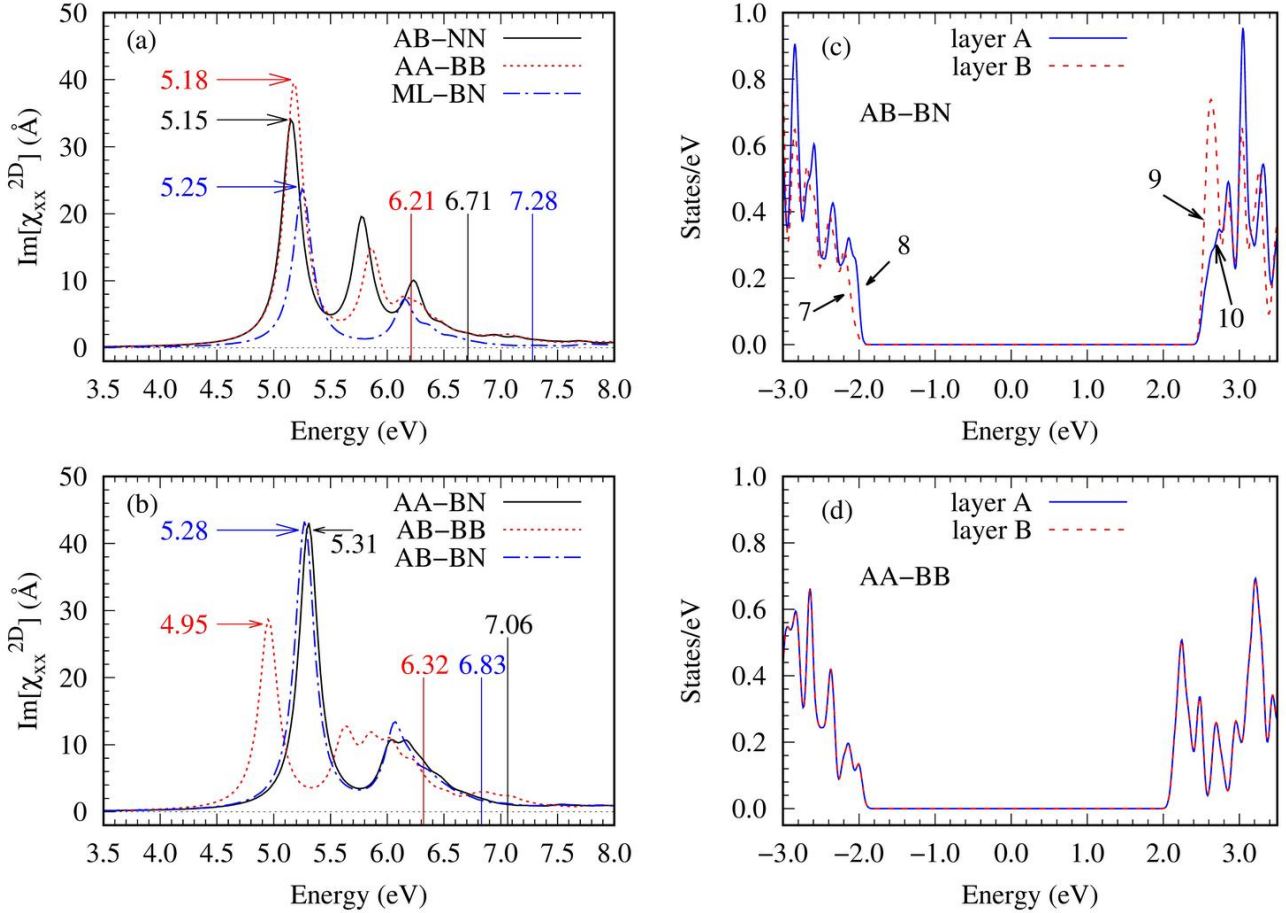 (a)
AB−NN
AA−BB
ML−BN
5.18
5.15
5.25
6.21
6.71
7.28
50
40
30
20
10
0
Im[χxx2D] (Å)
3.5 4.0 4.5 5.0 5.5 6.0 6.5 7.0 7.5 8.0
Energy (eV)
(c)
layer A
layer B
AB−BN
9
8
7
10
1.0
0.8
0.6
0.4
0.2
0.0
States/eV
−3.0 −2.0 −1.0 0.0 1.0 2.0 3.0
Energy (eV)
(b)
AA−BN
AB−BB
AB−BN
5.28
5.31
4.95
7.06
6.32
6.83
50
40
30
20
10
0
Im[χxx2D] (Å)
3.5 4.0 4.5 5.0 5.5 6.0 6.5 7.0 7.5 8.0
Energy (eV)
(d)
layer A
layer B
AA−BB
1.0
0.8
0.6
0.4
0.2
0.0
States/eV
−3.0 −2.0 −1.0 0.0 1.0 2.0 3.0
Energy (eV)